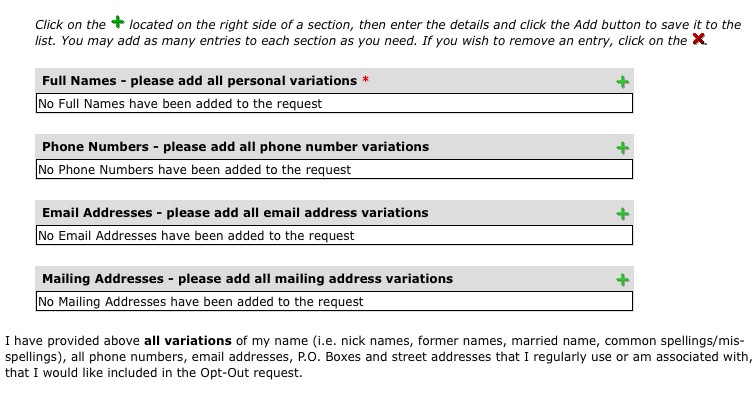 Click on the located on the right side of a section, then enter the details and click the Add button to save it to the
list. You may add as many entries to each section as you need. If you wish to remove an entry, click on the .
Full Names - please add all personal variations *
No Full Names have been added to the request
Phone Numbers - please add all phone number variations
No Phone Numbers have been added to the request
Email Addresses - please add all email address variations
No Email Addresses have been added to the request
Mailing Addresses - please add all mailing address variations
No Mailing Addresses have been added to the request
I have provided above all variations of my name (i.e. nick names, former names, married name, common spellings/mis-
spellings), all phone numbers, email addresses, P.O. Boxes and street addresses that I regularly use or am associated with,
that I would like included in the Opt-Out request.